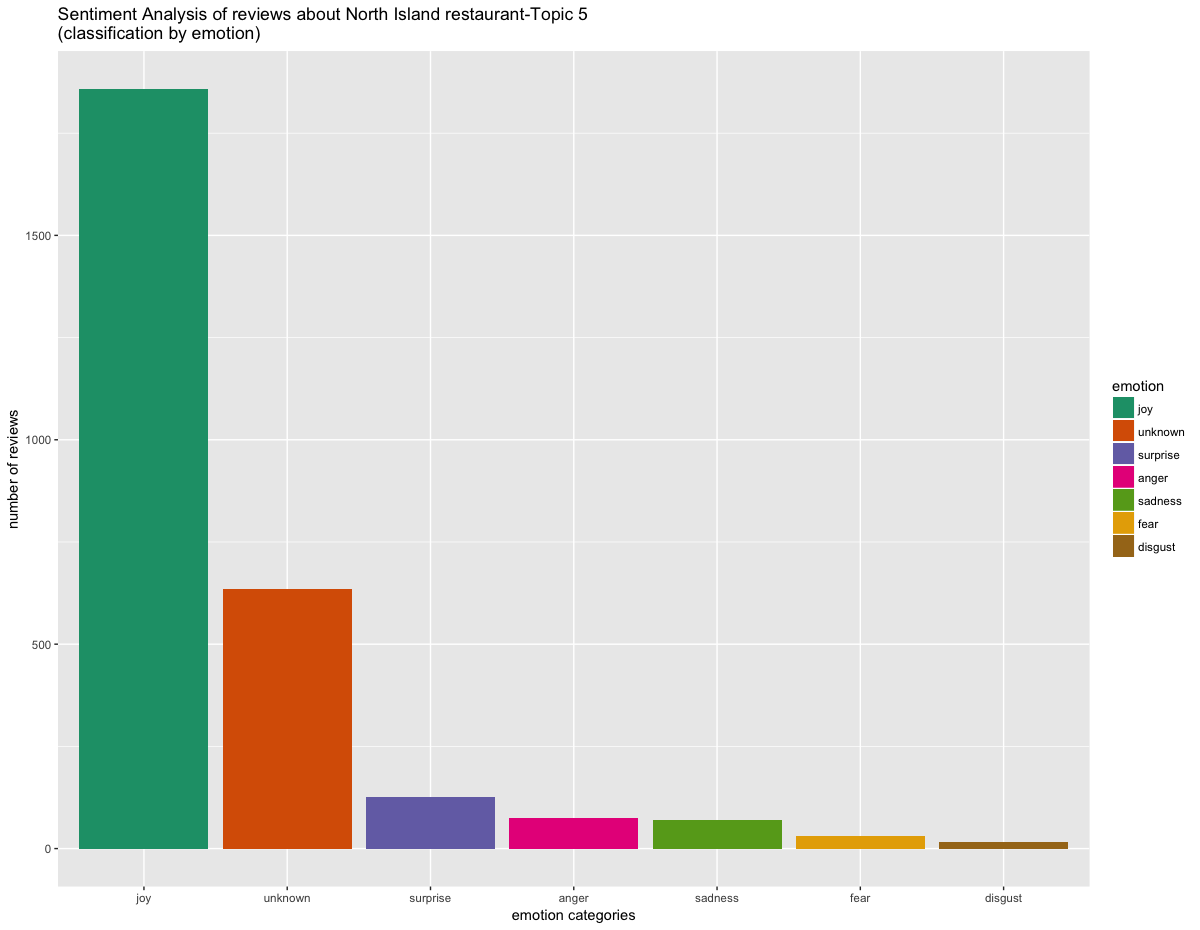 Sentiment Analysis of reviews about North Island restaurant-Topic 5
(classification by emotion)
number of reviews
1500
1000
500
0
joy
unknown
surprise
anger
sadness
fear
disgust
emotion categories
emotion
joy
unknown
surprise
anger
sadness
fear
disgust